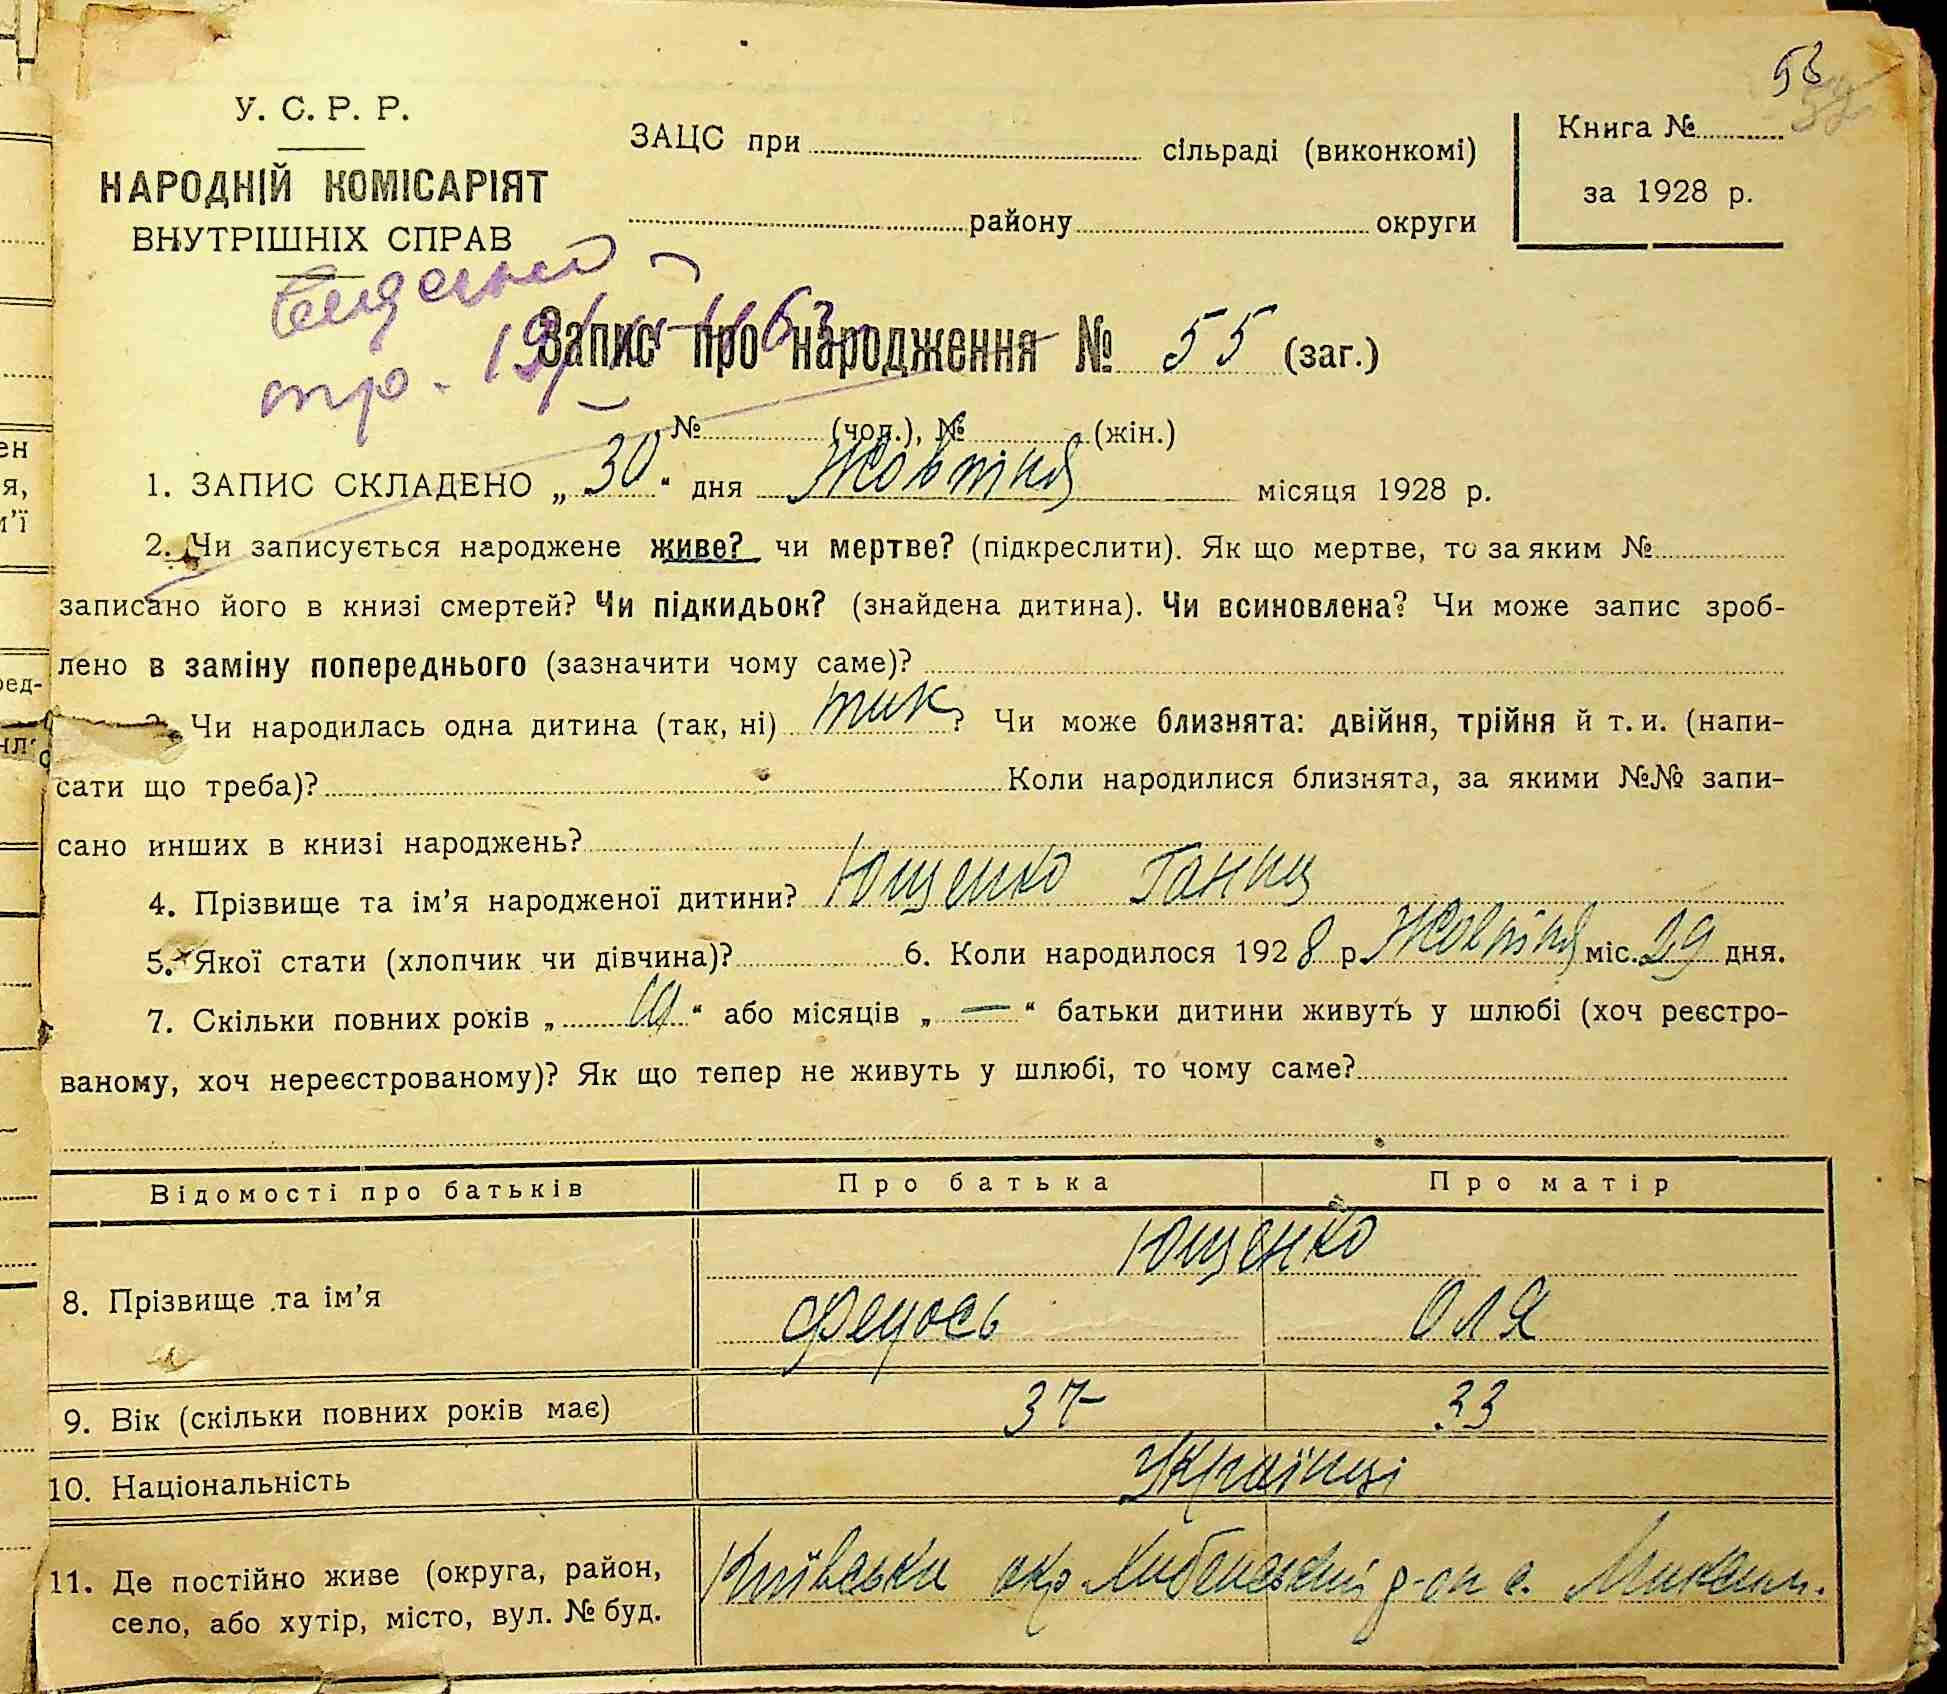 53
52
У. С. Р. Р.
НАРОДНІЙ КОМІСАРІЯТ
ВНУТРІШНІХ СПРАВ
ЗАЦС при сільраді (виконкомі)
району округи
Книга №
за 1928 р.
Запис про народження № 55 (заг.)
№ (чол.), № (жін.)
1. ЗАПИС СКЛАДЕНО „ 30 “ дня Жовтня місяця 1928 р.
2. Чи записується народжене живе? чи мертве? (підкреслити). Як що мертве, то за яким №
записано його в книзі смертей? Чи підкидьок? (знайдена дитина). Чи всиновлена? Чи може запис зроб-
лено в заміну попереднього (зазначити чому саме)?
Чи народилась одна дитина (так, ні) так ? Чи може близнята: двійня, трійня й т. и. (напи-
сати що треба)? Коли народилися близнята, за якими №№ запи-
сано инших в книзі народжень?
4. Прізвище та ім’я народженої дитини? Ющенко Ганна
5. Якої стати (хлопчик чи дівчина)? 6. Коли народилося 1928 р. Жовтня міс. 29 дня.
7. Скільки повних років „ “ або місяців „ — “ батьки дитини живуть у шлюбі (хоч реєстро-
ваному, хоч нереєстрованому)? Як що тепер не живуть у шлюбі, то чому саме?
Відомості про батьків Про батька Про матір
Ющенко
8. Прізвище та ім’я Федось Оля
9. Вік (скільки повних років має) 37 33
10. Національність Українці
11. Де постійно живе (округа, район, Київська окр р-он с.
село, або хутір, місто, вул. № буд.